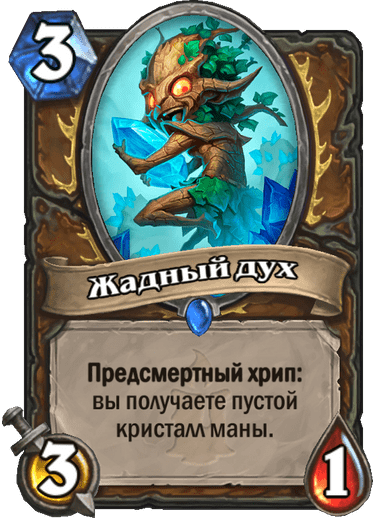 3
Жадный дух
Предсмертный хрип:
вы получаете пустой
кристалл маны.
3
1